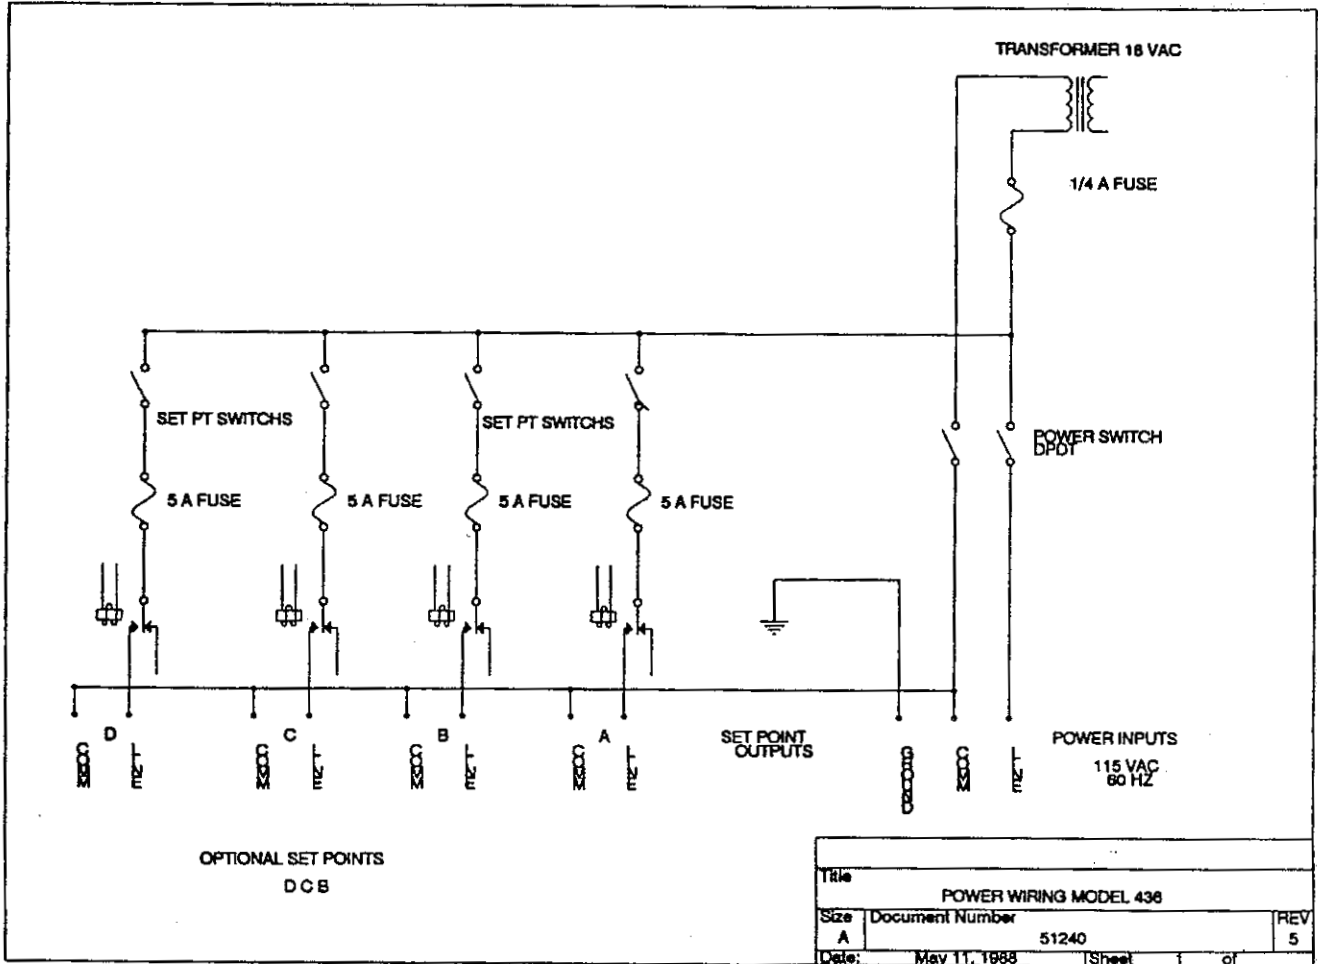 TRANSFORMER 16 VAC
1/4 A FUSE
SET PT SWITCHS
SET PT SWITCHS
POWER SWITCH
DPDT
5 A FUSE
5 A FUSE
5 A FUSE
5 A FUSE
D
C
B
A
COMM
LINE
COMM
LINE
COMM
LINE
COMM
LINE
SET POINT
OUTPUTS
GROUND
COMM
LINE
POWER INPUTS
115 VAC
60 HZ
OPTIONAL SET POINTS
D C B
Title
POWER WIRING MODEL 436
Size
Document Number
REV
A
51240
5
Date:
May 11, 1988
Sheet 1 of